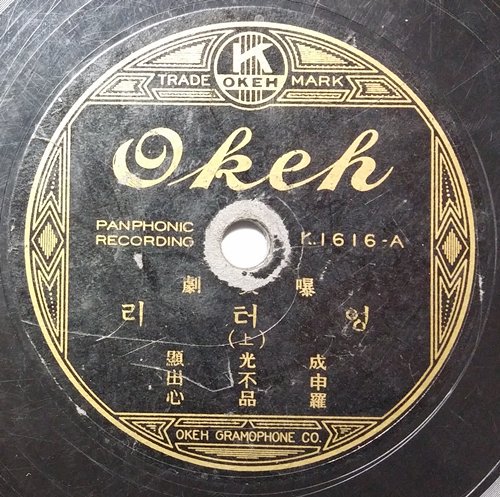 TRADE K OKEH MARK
Okeh
PANPHONIC
RECORDING
K.1616-A
曝 劇
엉터리
(上)
成光顯
申不出
羅品心
OKEH GRAMOPHONE CO.